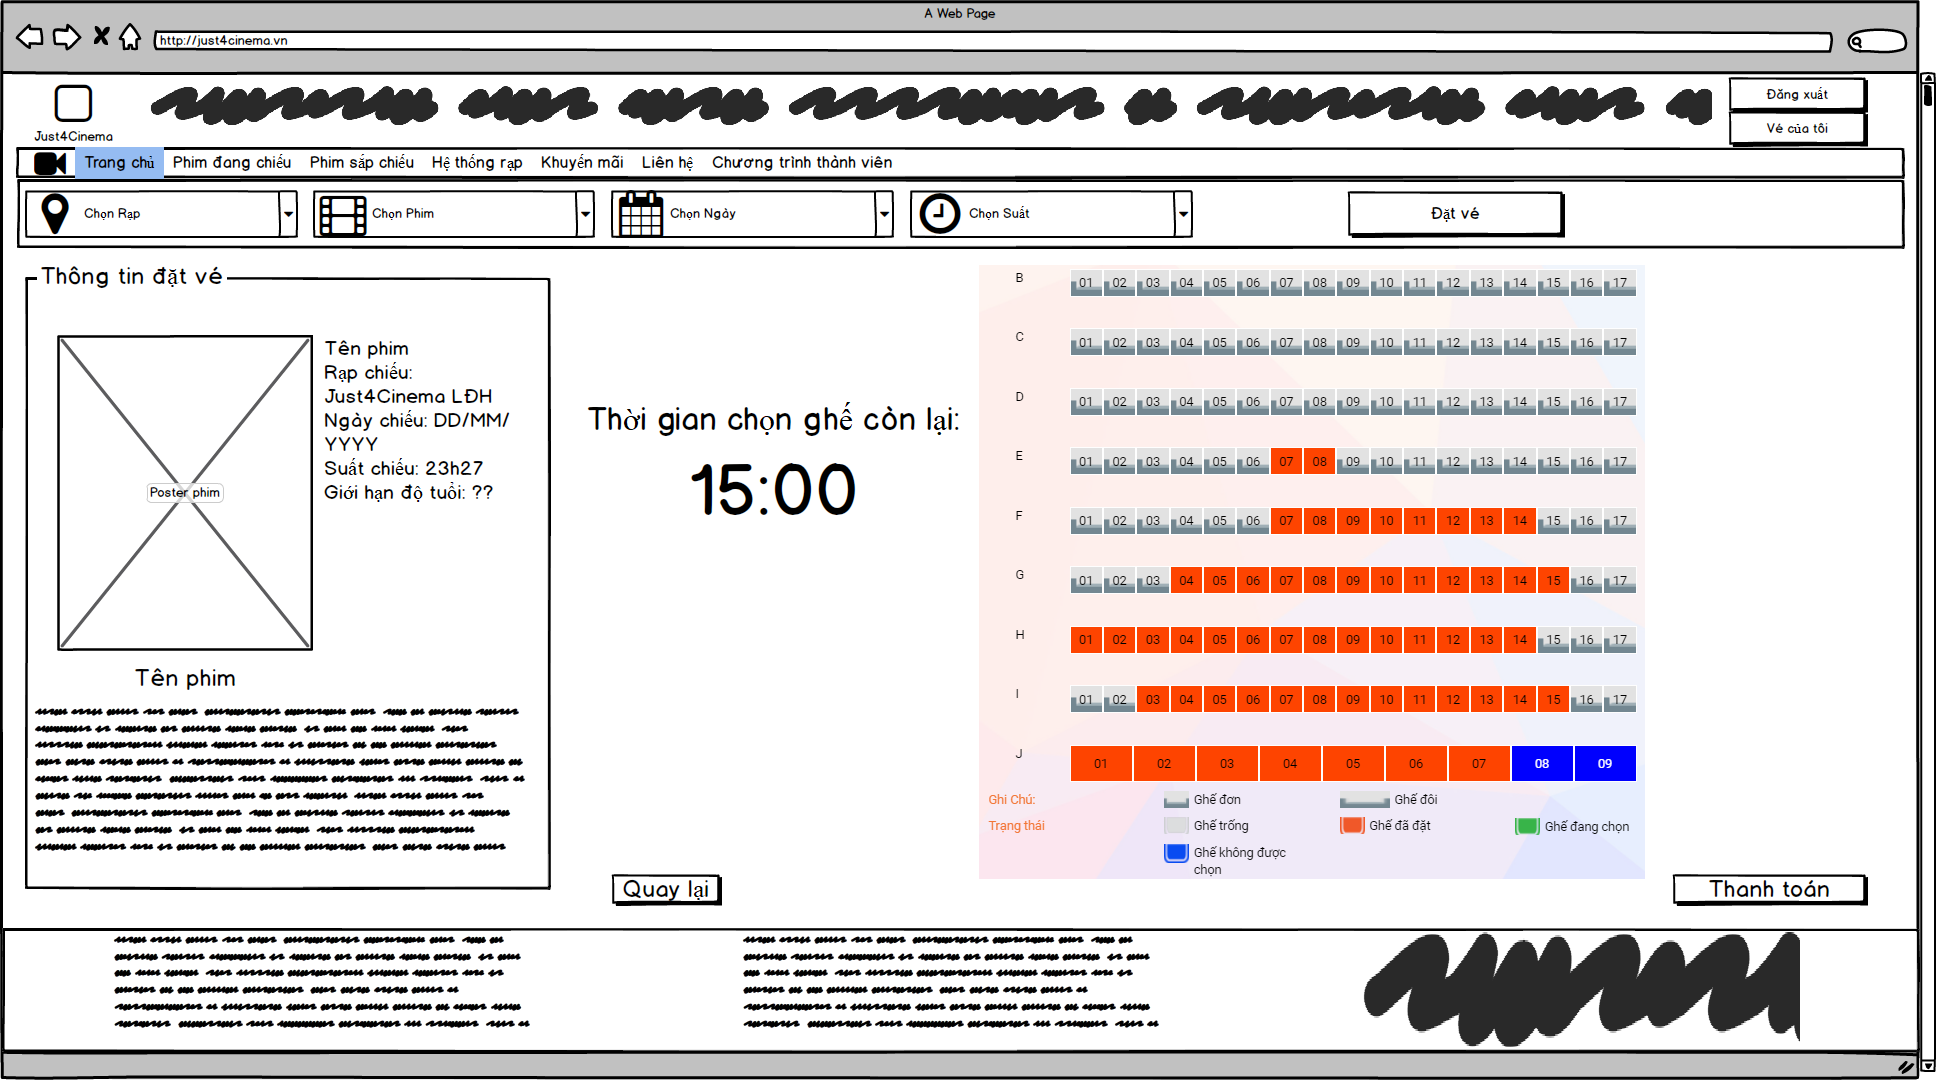 A Web Page
http://just4cinema.vn
Just4Cinema
Đăng xuất
Vé của tôi
Trang chủ Phim đang chiếu Phim sắp chiếu Hệ thống rạp Khuyến mãi Liên hệ Chương trình thành viên
Chọn Rạp Chọn Phim Chọn Ngày Chọn Suất Đặt vé
Thông tin đặt vé
Poster phim
Tên phim
Rạp chiếu:
Just4Cinema LĐH
Ngày chiếu: DD/MM/
YYYY
Suất chiếu: 23h27
Giới hạn độ tuổi: ??
Tên phim
Thời gian chọn ghế còn lại:
15:00
Quay lại
B 01 02 03 04 05 06 07 08 09 10 11 12 13 14 15 16 17
C 01 02 03 04 05 06 07 08 09 10 11 12 13 14 15 16 17
D 01 02 03 04 05 06 07 08 09 10 11 12 13 14 15 16 17
E 01 02 03 04 05 06 07 08 09 10 11 12 13 14 15 16 17
F 01 02 03 04 05 06 07 08 09 10 11 12 13 14 15 16 17
G 01 02 03 04 05 06 07 08 09 10 11 12 13 14 15 16 17
H 01 02 03 04 05 06 07 08 09 10 11 12 13 14 15 16 17
I 01 02 03 04 05 06 07 08 09 10 11 12 13 14 15 16 17
J 01 02 03 04 05 06 07 08 09
Ghi Chú: Ghế đơn Ghế đôi
Trạng thái Ghế trống Ghế đã đặt Ghế đang chọn
Ghế không được
chọn
Thanh toán